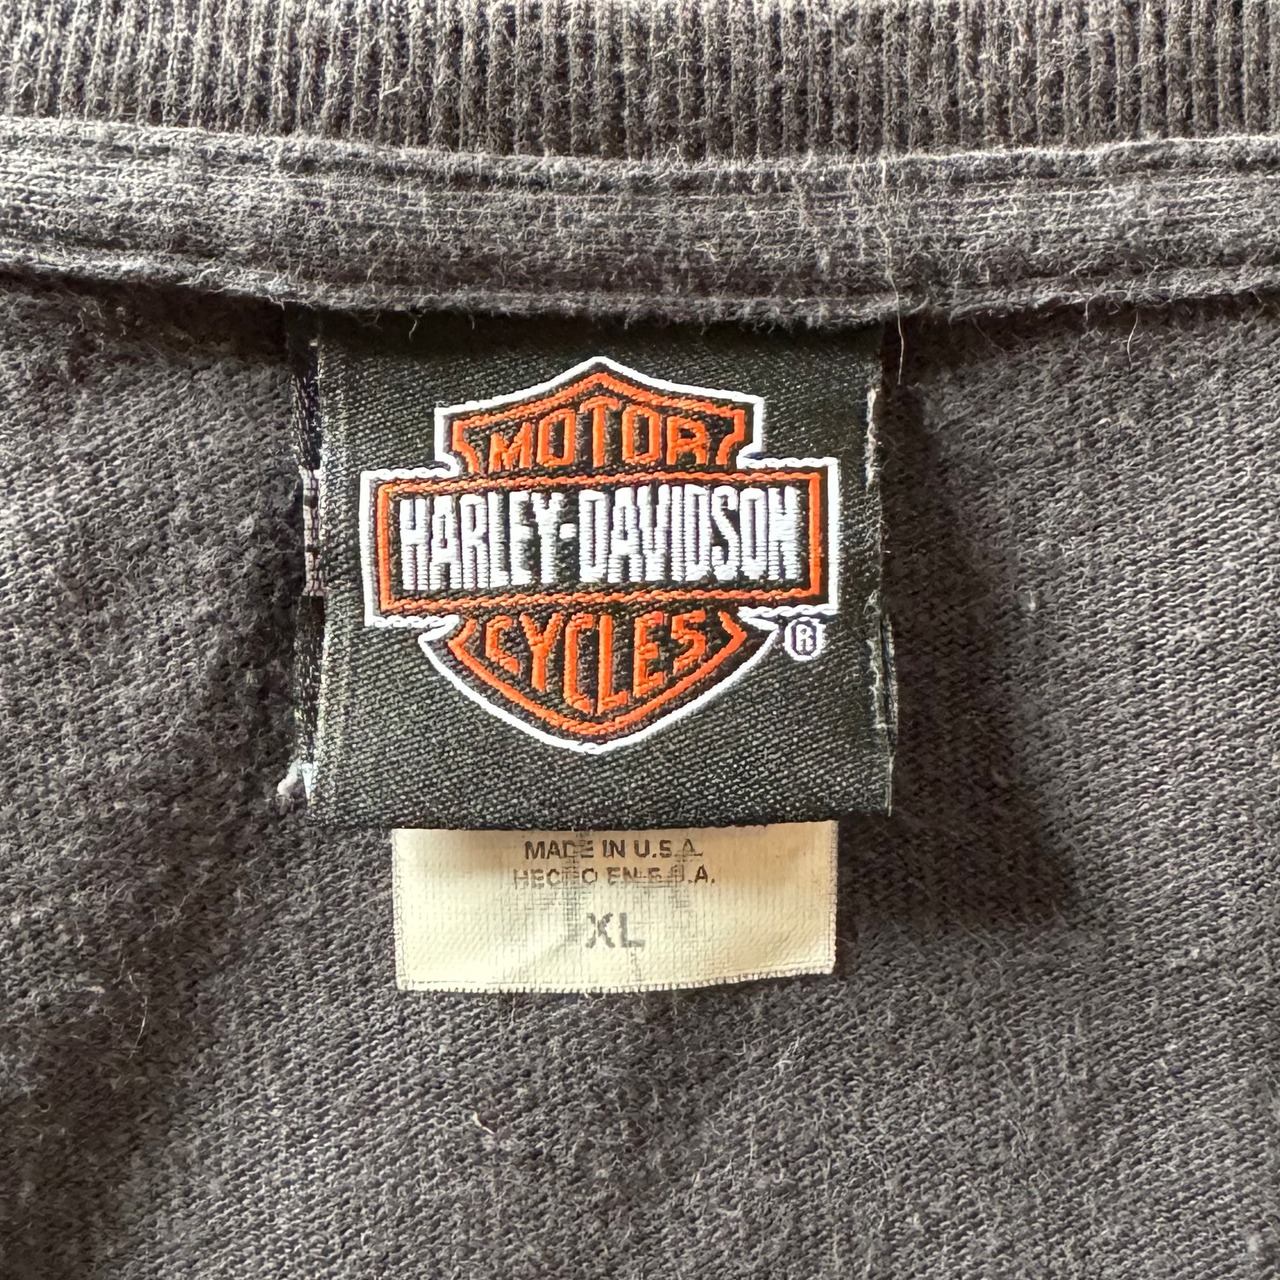 MOTOR
HARLEY-DAVIDSON
CYCLES
®
MADE IN U.S.A.
HECHO EN E.U.A.
XL